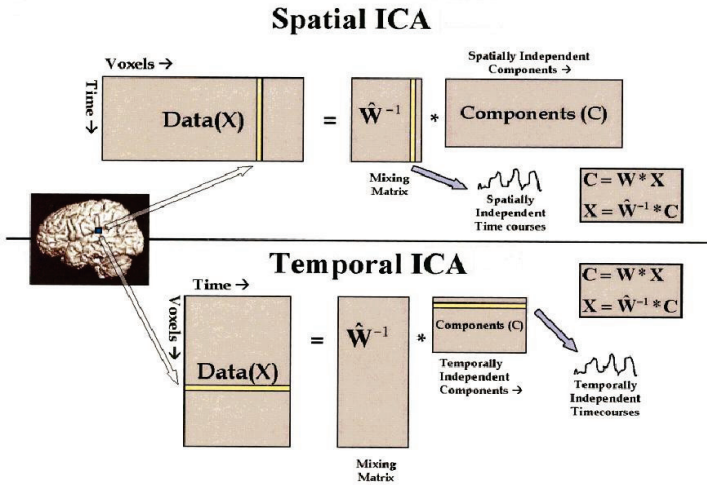 Spatial ICA
Voxels →
Time →
Data(X)
=
Ŵ⁻¹
*
Spatially Independent
Components →
Components (C)
Mixing
Matrix
Spatially
Independent
Time courses
C = W * X
X = Ŵ⁻¹ * C
Temporal ICA
Time →
Voxels →
Data(X)
=
Ŵ⁻¹
*
Components (C)
Temporally
Independent
Components →
Mixing
Matrix
Temporally
Independent
Timecourses
C = W * X
X = Ŵ⁻¹ * C